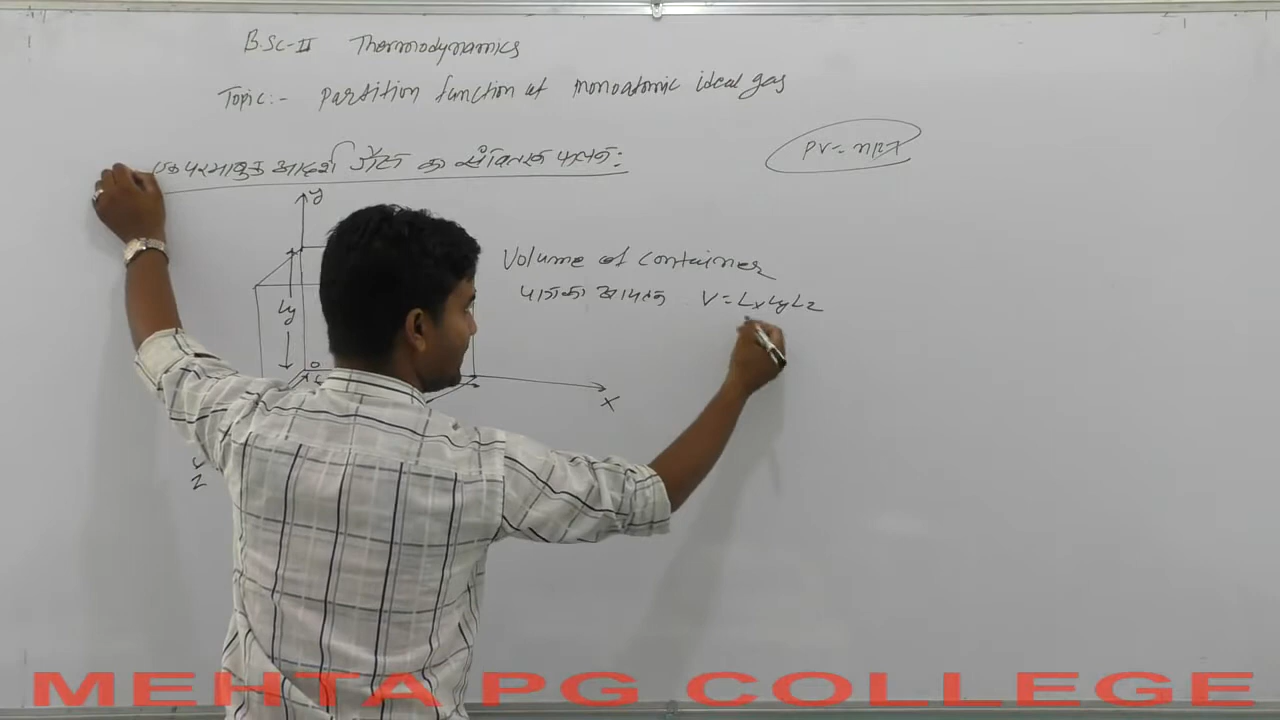 B.Sc-II Thermodynamics
Topic:- Partition function of monoatomic ideal gas
PV=nRT
एक परमाणुक आदर्श गैस का संवितरण फलन:
y
Volume of container
पात्र का आयतन V=LxLyLz
Ly
O
X
Z
MEHTA PG COLLEGE